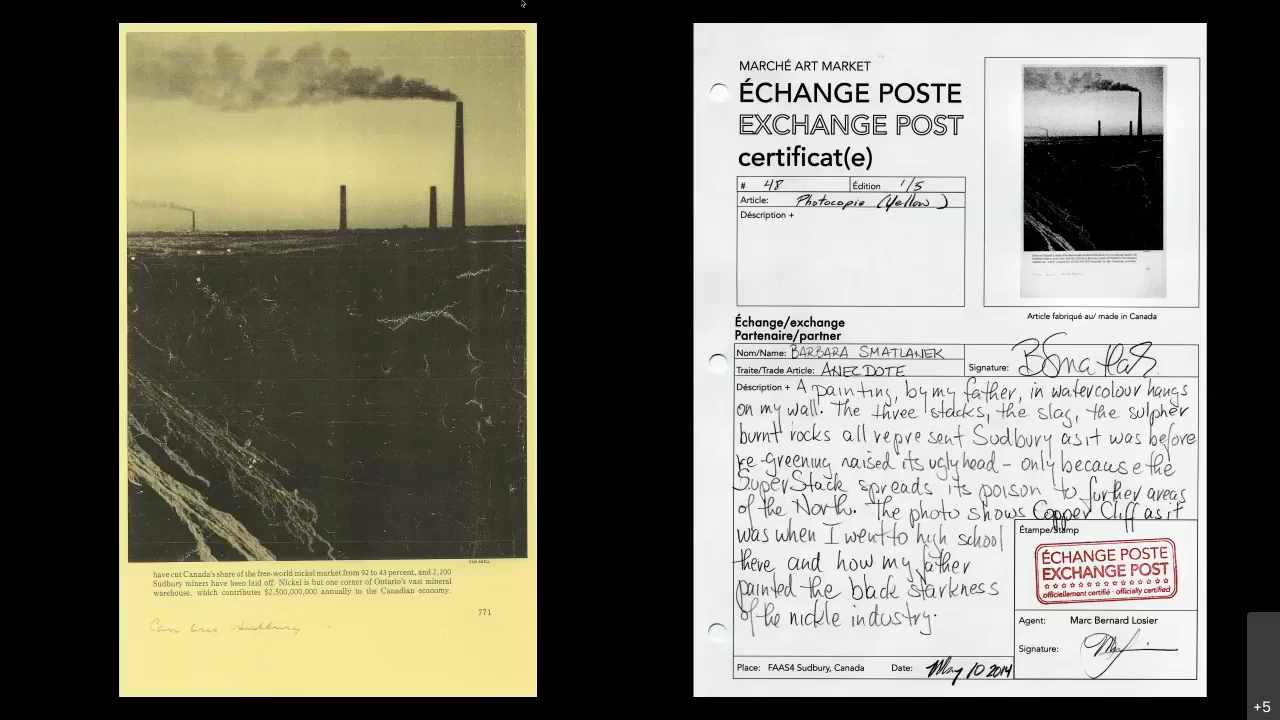 have cut Canada's share of the free-world nickel market from 92 to 43 percent, and 2,200
Sudbury miners have been laid off. Nickel is but one corner of Ontario's vast mineral
warehouse, which contributes $2,500,000,000 annually to the Canadian economy.
771
MARCHÉ ART MARKET
ÉCHANGE POSTE
EXCHANGE POST
certificat(e)
# 48 Édition 1/5
Article: Photocopie (Yellow)
Déscription +
Article fabriqué au/ made in Canada
Échange/exchange
Partenaire/partner
Nom/Name: BARBARA SMATLANEK
Traite/Trade Article: ANECDOTE
Signature:
Déscription + A painting, by my father, in watercolour hangs
on my wall. The three stacks, the slag, the sulpher
burnt rocks all represent Sudbury as it was before
re-greening raised its ugly head - only because the
SuperStack spreads its poison to further areas
of the North. The photo shows Copper Cliff as it
was when I went to high school
there and how my father
painted the black starkness
of the nickle industry.
Étampe/Stamp
ÉCHANGE POSTE
EXCHANGE POST
officiellement certifié · officially certified
Agent: Marc Bernard Losier
Signature:
Place: FAAS4 Sudbury, Canada Date: May 10 2014
+5